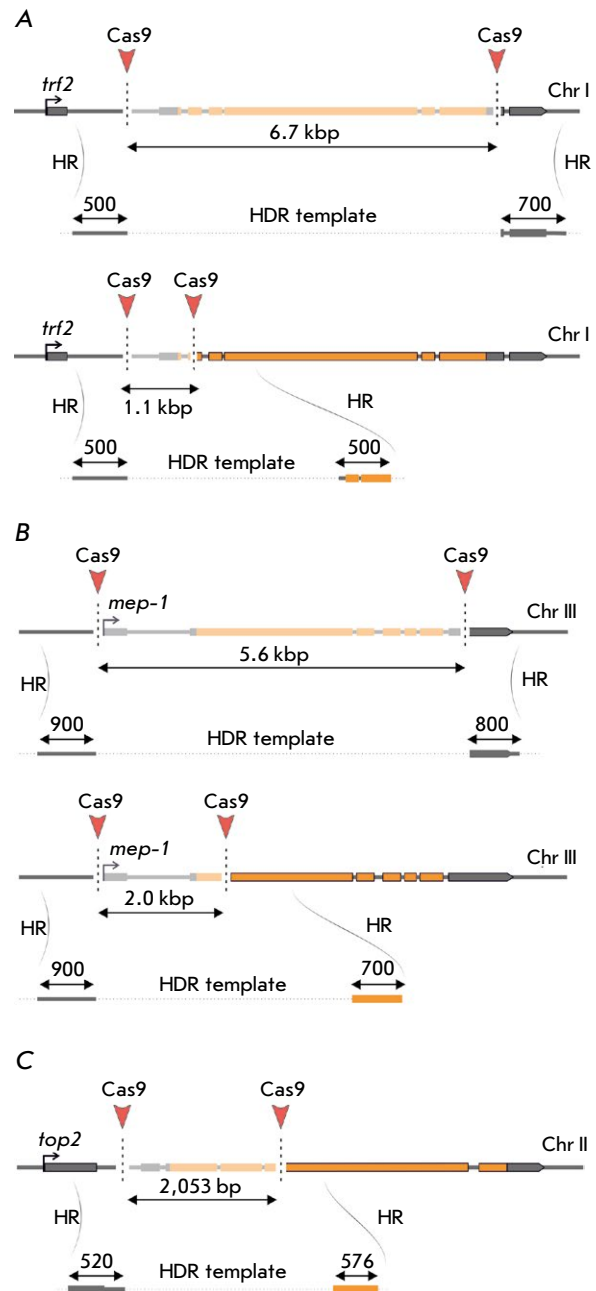 A
Cas9 Cas9
trf2 Chr I
6.7 kbp
HR HR
500 HDR template 700
Cas9 Cas9
trf2 Chr I
1.1 kbp
HR HR
500 HDR template 500
B
Cas9 Cas9
mep-1 Chr III
5.6 kbp
HR HR
900 HDR template 800
Cas9 Cas9
mep-1 Chr III
2.0 kbp
HR HR
900 HDR template 700
C
Cas9 Cas9
top2 Chr II
2,053 bp
HR HR
520 HDR template 576